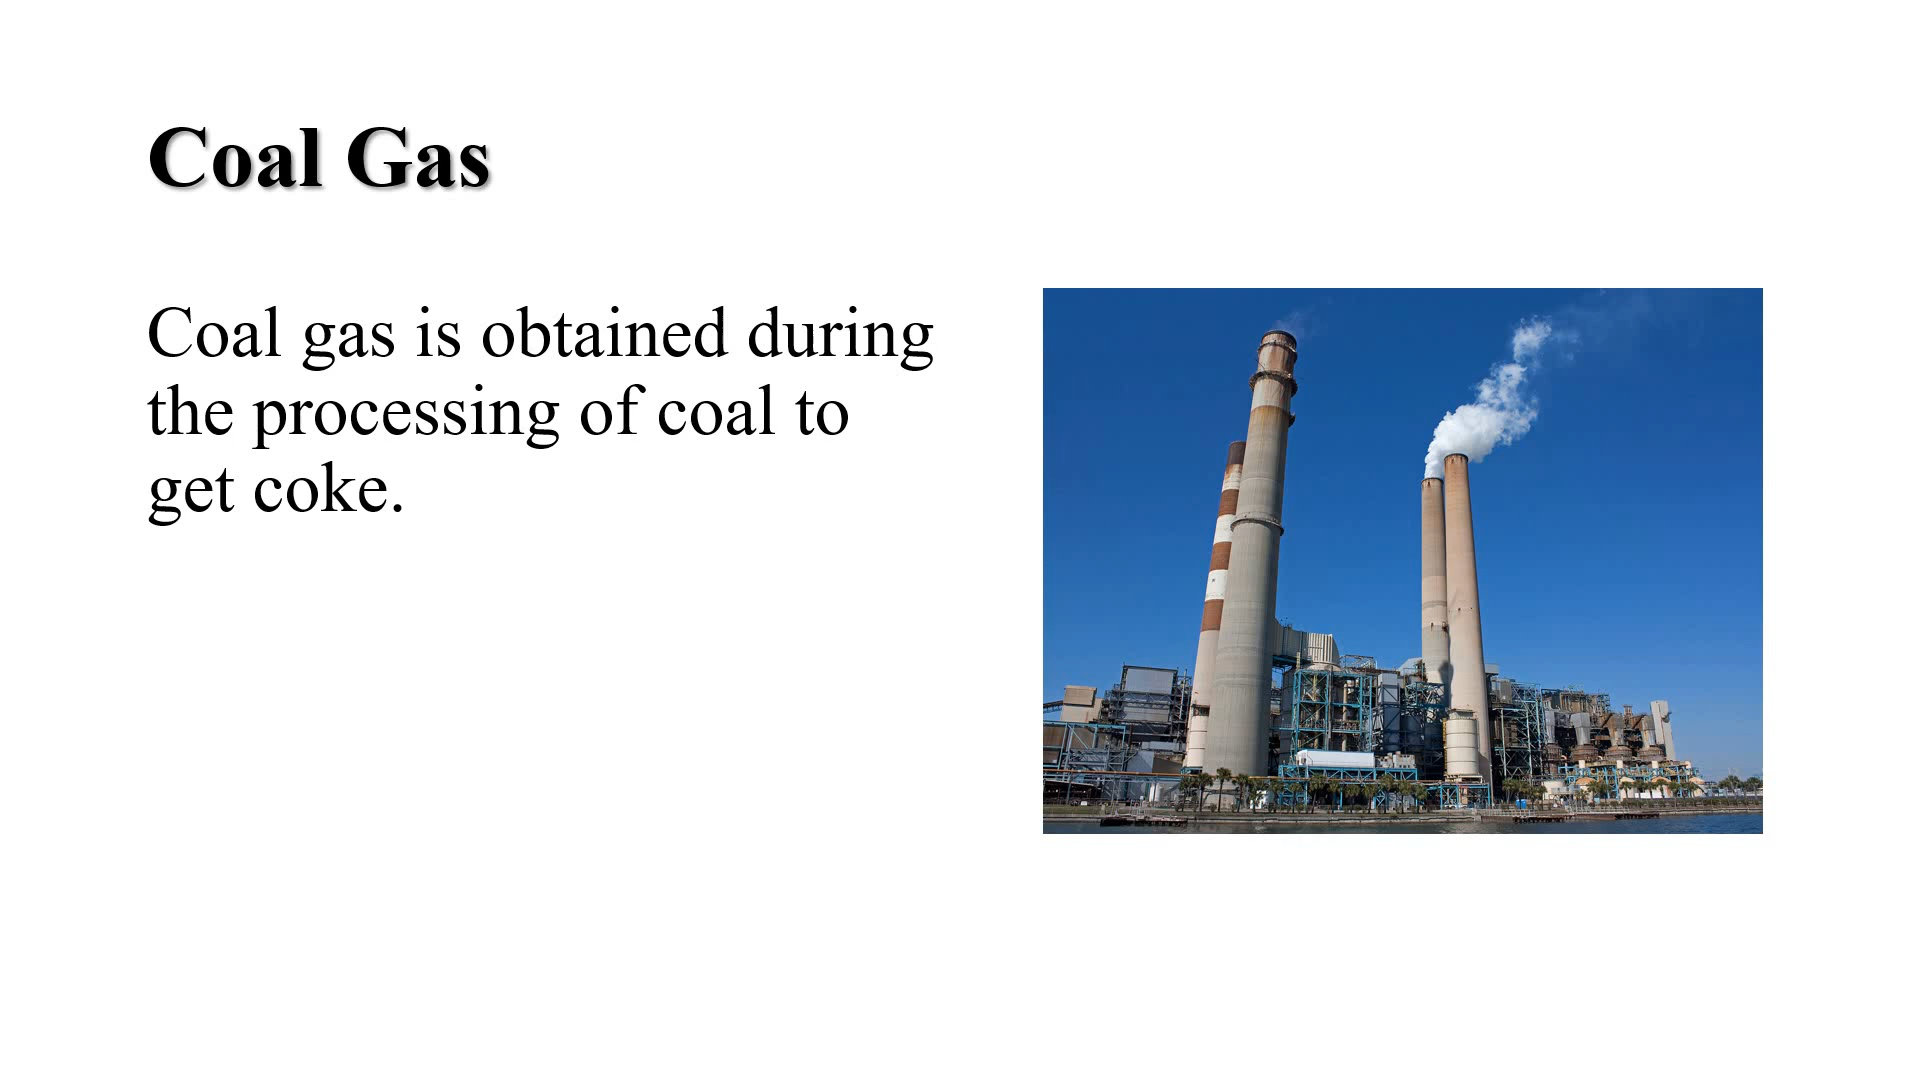 Coal Gas
Coal gas is obtained during
the processing of coal to
get coke.